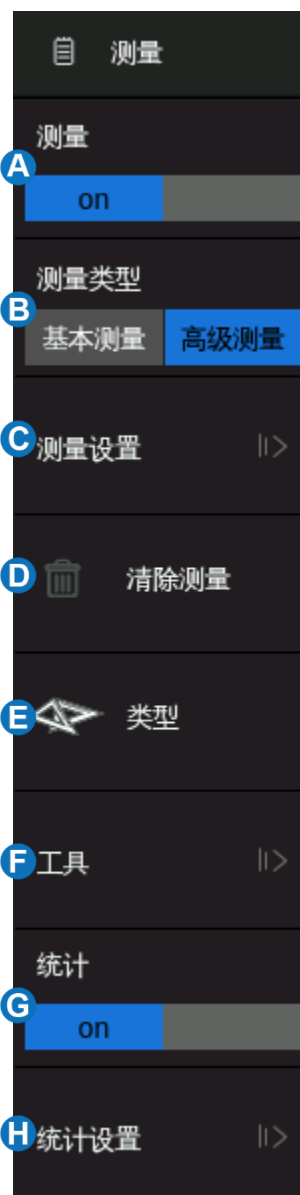 测量
测量
A
on
测量类型
B
基本测量 高级测量
C 测量设置
D 清除测量
E 类型
F 工具
统计
G
on
H 统计设置